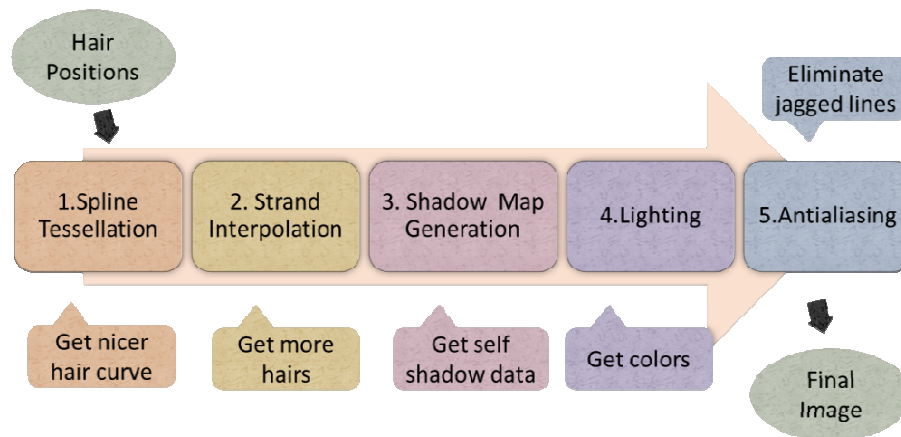 Hair
Positions
Eliminate
jagged lines
1.Spline
Tessellation
2. Strand
Interpolation
3. Shadow Map
Generation
4.Lighting
5.Antialiasing
Get nicer
hair curve
Get more
hairs
Get self
shadow data
Get colors
Final
Image